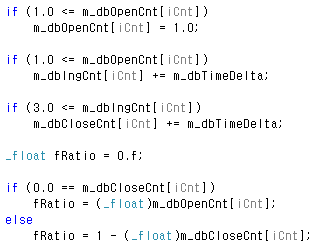 if (1.0 <= m_dbOpenCnt[iCnt])
m_dbOpenCnt[iCnt] = 1.0;
if (1.0 <= m_dbOpenCnt[iCnt])
m_dbIngCnt[iCnt] += m_dbTimeDelta;
if (3.0 <= m_dbIngCnt[iCnt])
m_dbCloseCnt[iCnt] += m_dbTimeDelta;
_float fRatio = 0.f;
if (0.0 == m_dbCloseCnt[iCnt])
fRatio = (_float)m_dbOpenCnt[iCnt];
else
fRatio = 1 - (_float)m_dbCloseCnt[iCnt];